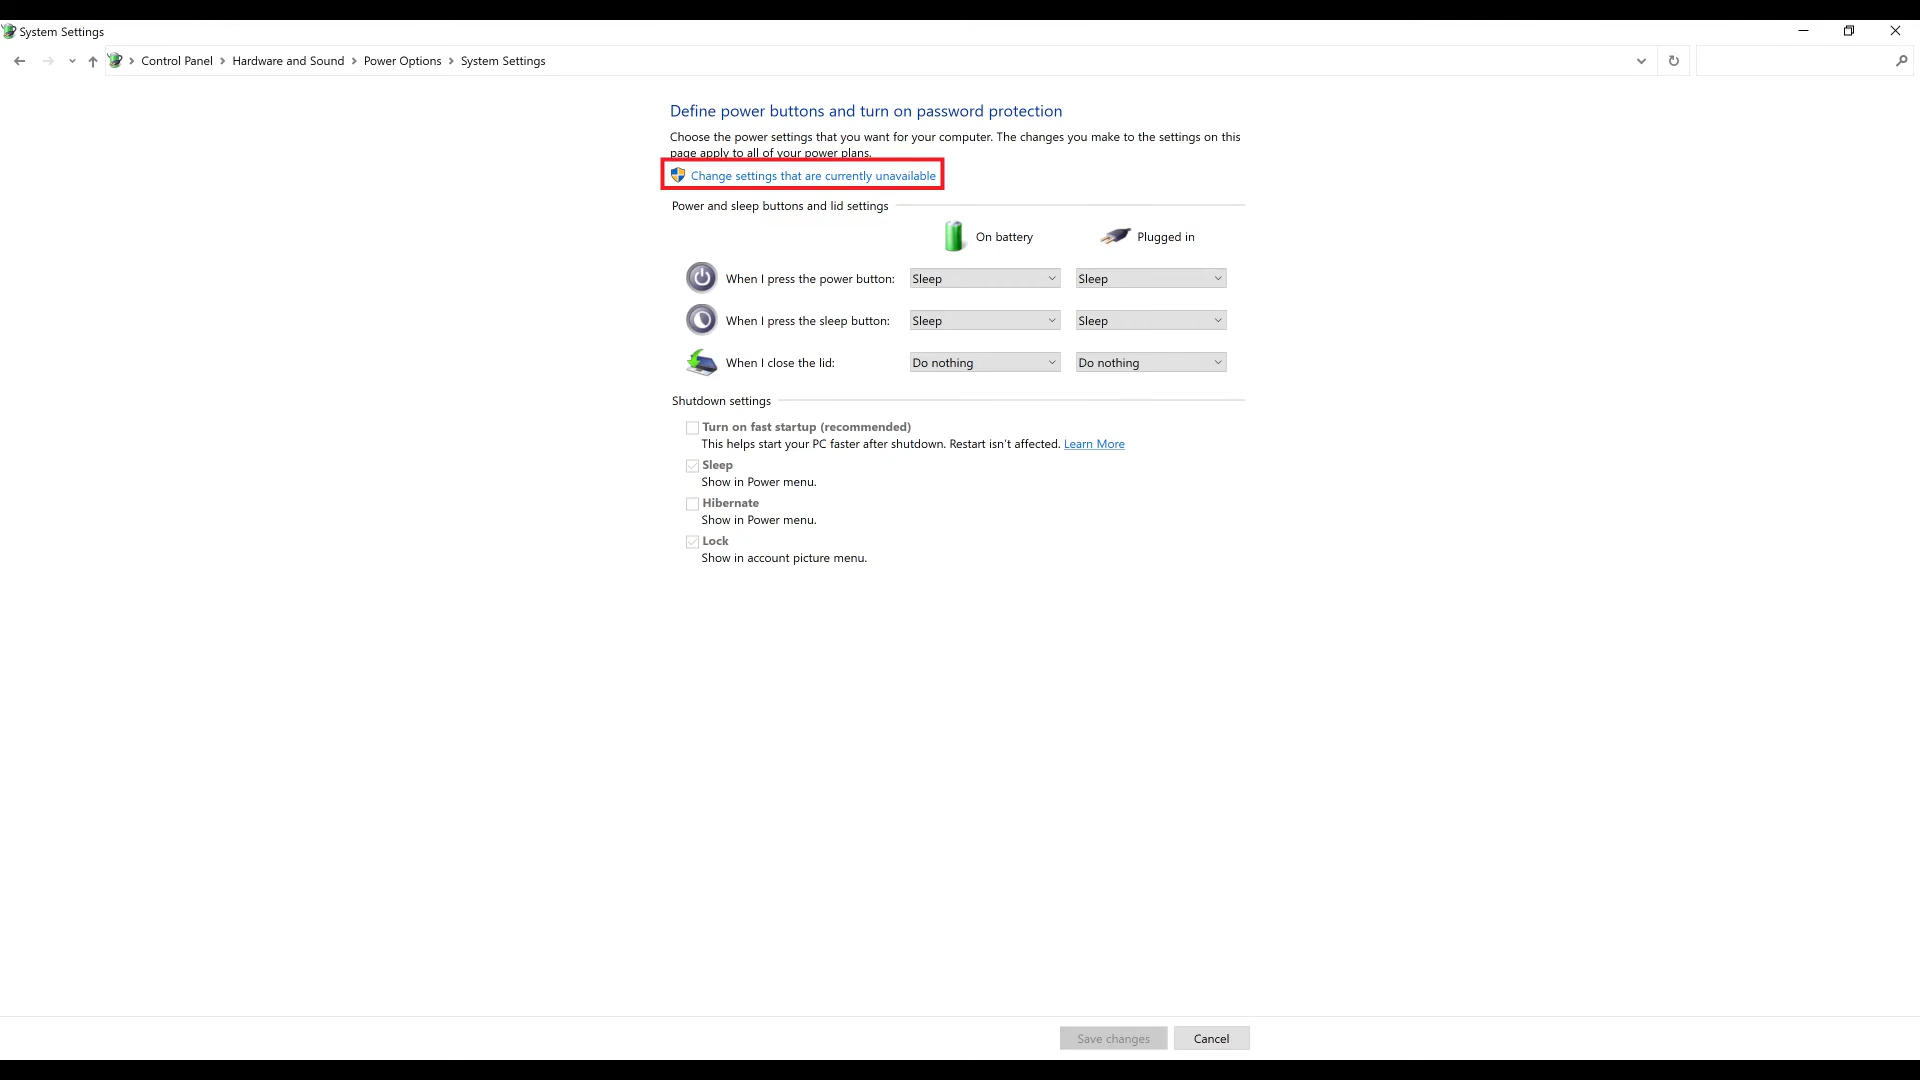 System Settings
Control Panel > Hardware and Sound > Power Options > System Settings
Define power buttons and turn on password protection
Choose the power settings that you want for your computer. The changes you make to the settings on this
page apply to all of your power plans.
Change settings that are currently unavailable
Power and sleep buttons and lid settings
On battery Plugged in
When I press the power button: Sleep Sleep
When I press the sleep button: Sleep Sleep
When I close the lid: Do nothing Do nothing
Shutdown settings
Turn on fast startup (recommended)
This helps start your PC faster after shutdown. Restart isn't affected. Learn More
Sleep
Show in Power menu.
Hibernate
Show in Power menu.
Lock
Show in account picture menu.
Save changes Cancel